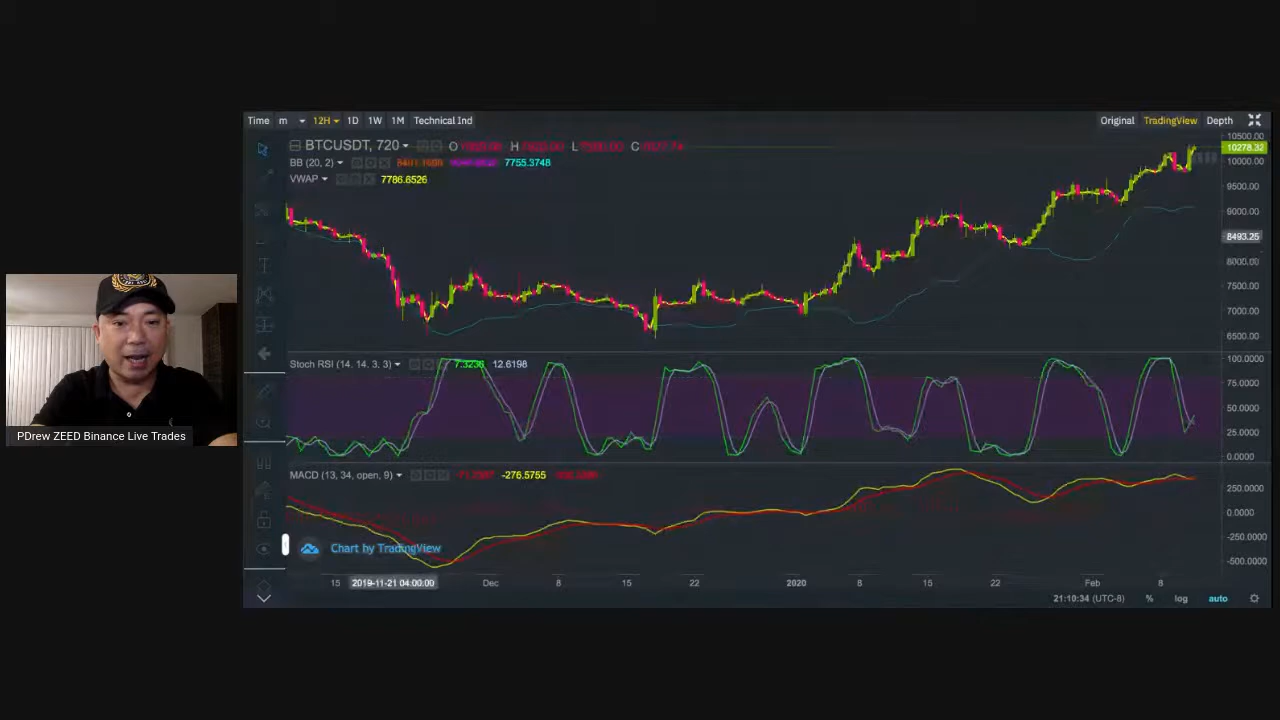 Time m 12H 1D 1W 1M Technical Ind Original TradingView Depth
BTCUSDT, 720 O H L C
BB (20, 2) 7755.3748
VWAP 7786.8526
10500.00
10278.32
10000.00
9500.00
9000.00
8493.25
8000.00
7500.00
7000.00
6500.00
Stoch RSI (14, 14, 3, 3) 7.3236 12.6198
100.0000
75.0000
50.0000
25.0000
0.0000
MACD (13, 34, open, 9) -276.5755
250.0000
0.0000
-250.0000
-500.0000
Chart by TradingView
15 2019-11-21 04:00:00 Dec 8 15 22 2020 8 15 22 Feb 8
21:10:34 (UTC-8) % log auto
PDrew ZEED Binance Live Trades